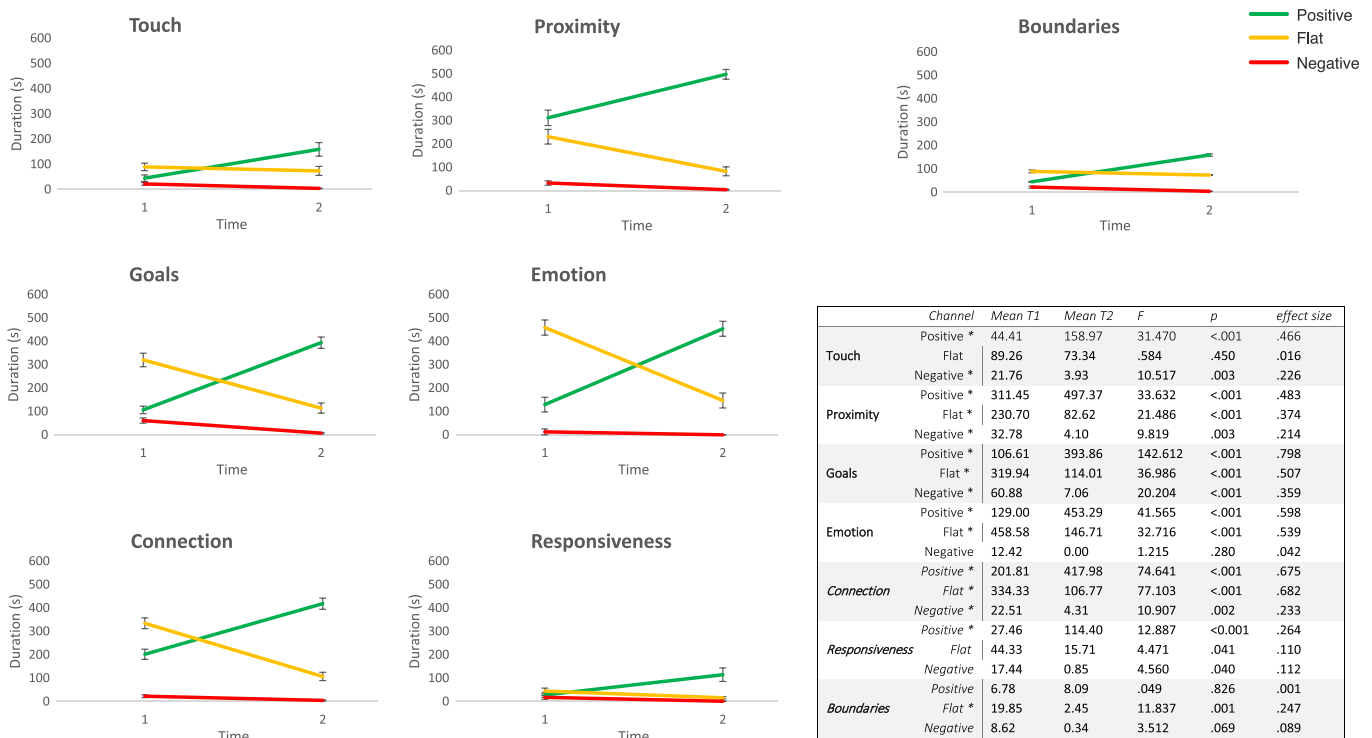 Touch
600
500
400
300
200
100
0
Duration (s)
1
2
Time
Proximity
600
500
400
300
200
100
0
Duration (s)
1
2
Time
Boundaries
600
500
400
300
200
100
0
Duration (s)
1
2
Time
Positive
Flat
Negative
Goals
600
500
400
300
200
100
0
Duration (s)
1
2
Time
Emotion
600
500
400
300
200
100
0
Duration (s)
1
2
Time
Connection
600
500
400
300
200
100
0
Duration (s)
1
2
Time
Responsiveness
600
500
400
300
200
100
0
Duration (s)
1
2
Time
Channel Mean T1 Mean T2 F p effect size
Positive * 44.41 158.97 31.470 <.001 .466
Touch Flat 89.26 73.34 .584 .450 .016
Negative * 21.76 3.93 10.517 .003 .226
Positive * 311.45 497.37 33.632 <.001 .483
Proximity Flat * 230.70 82.62 21.486 <.001 .374
Negative * 32.78 4.10 9.819 .003 .214
Positive * 106.61 393.86 142.612 <.001 .798
Goals Flat * 319.94 114.01 36.986 <.001 .507
Negative * 60.88 7.06 20.204 <.001 .359
Positive * 129.00 453.29 41.565 <.001 .598
Emotion Flat * 458.58 146.71 32.716 <.001 .539
Negative 12.42 0.00 1.215 .280 .042
Positive * 201.81 417.98 74.641 <.001 .675
Connection Flat * 334.33 106.77 77.103 <.001 .682
Negative * 22.51 4.31 10.907 .002 .233
Positive * 27.46 114.40 12.887 <0.001 .264
Responsiveness Flat 44.33 15.71 4.471 .041 .110
Negative 17.44 0.85 4.560 .040 .112
Positive 6.78 8.09 .049 .826 .001
Boundaries Flat * 19.85 2.45 11.837 .001 .247
Negative 8.62 0.34 3.512 .069 .089